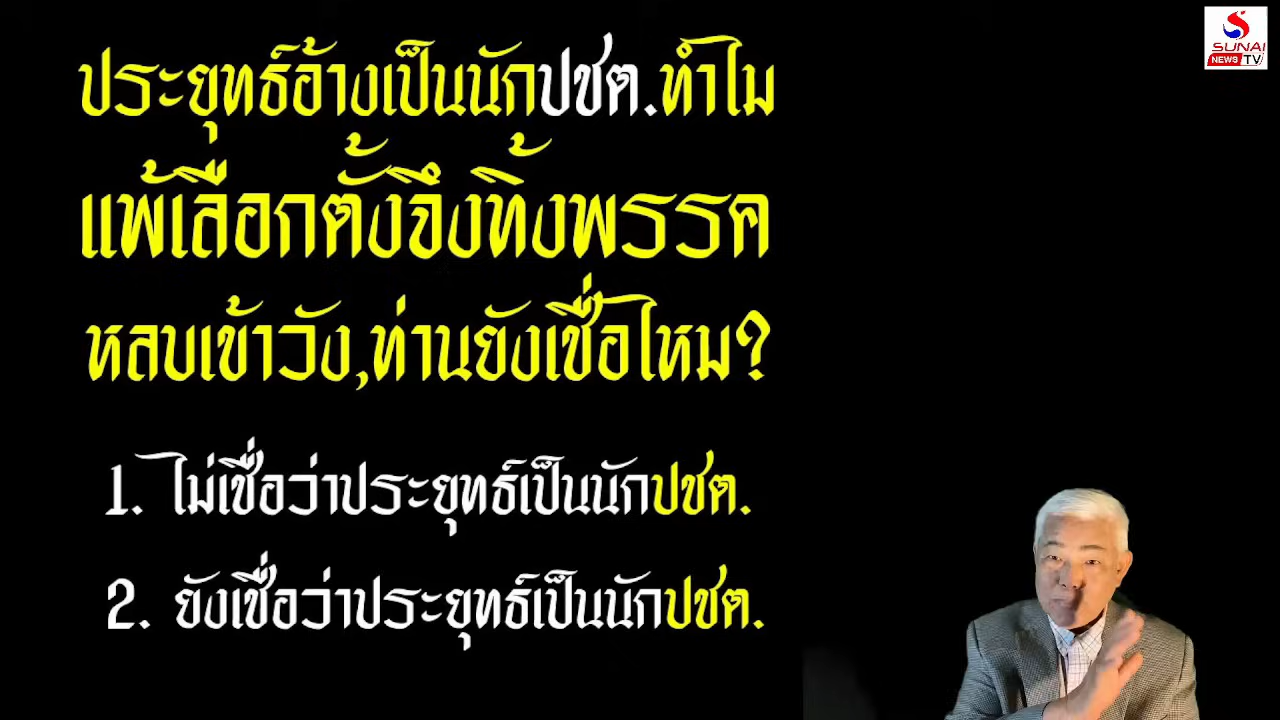 ประยุทธ์อ้างเป็นนักปชต.ทำไม
แพ้เลือกตั้งจึงทิ้งพรรค
หลบเข้าวัง,ท่านยังเชื่อไหม?
1. ไม่เชื่อว่าประยุทธ์เป็นนักปชต.
2. ยังเชื่อว่าประยุทธ์เป็นนักปชต.
SUNAI
NEWS TV